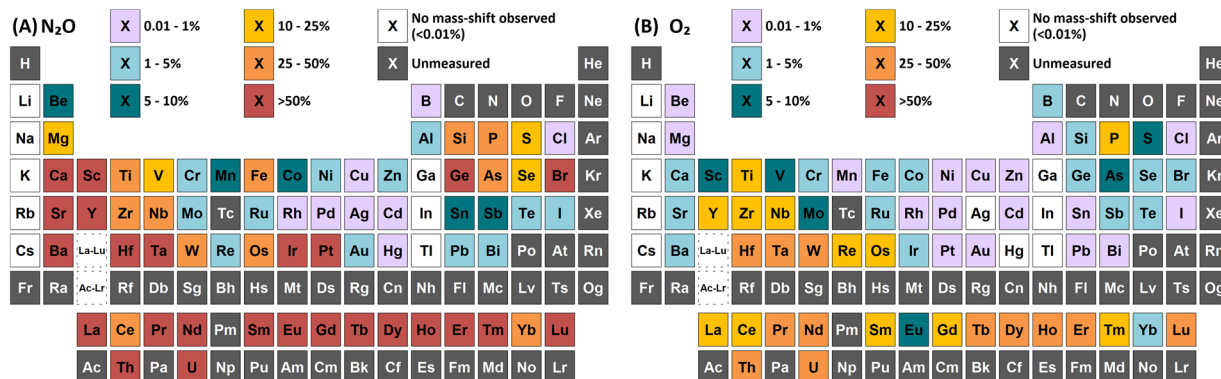 (A) N₂O
X 0.01 - 1%
X 10 - 25%
X No mass-shift observed
(<0.01%)
X 1 - 5%
X 25 - 50%
X Unmeasured
X 5 - 10%
X >50%
H He
Li Be B C N O F Ne
Na Mg Al Si P S Cl Ar
K Ca Sc Ti V Cr Mn Fe Co Ni Cu Zn Ga Ge As Se Br Kr
Rb Sr Y Zr Nb Mo Tc Ru Rh Pd Ag Cd In Sn Sb Te I Xe
Cs Ba La-Lu Hf Ta W Re Os Ir Pt Au Hg Tl Pb Bi Po At Rn
Fr Ra Ac-Lr Rf Db Sg Bh Hs Mt Ds Rg Cn Nh Fl Mc Lv Ts Og
La Ce Pr Nd Pm Sm Eu Gd Tb Dy Ho Er Tm Yb Lu
Ac Th Pa U Np Pu Am Cm Bk Cf Es Fm Md No Lr
(B) O₂
X 0.01 - 1%
X 10 - 25%
X No mass-shift observed
(<0.01%)
X 1 - 5%
X 25 - 50%
X Unmeasured
X 5 - 10%
X >50%
H He
Li Be B C N O F Ne
Na Mg Al Si P S Cl Ar
K Ca Sc Ti V Cr Mn Fe Co Ni Cu Zn Ga Ge As Se Br Kr
Rb Sr Y Zr Nb Mo Tc Ru Rh Pd Ag Cd In Sn Sb Te I Xe
Cs Ba La-Lu Hf Ta W Re Os Ir Pt Au Hg Tl Pb Bi Po At Rn
Fr Ra Ac-Lr Rf Db Sg Bh Hs Mt Ds Rg Cn Nh Fl Mc Lv Ts Og
La Ce Pr Nd Pm Sm Eu Gd Tb Dy Ho Er Tm Yb Lu
Ac Th Pa U Np Pu Am Cm Bk Cf Es Fm Md No Lr